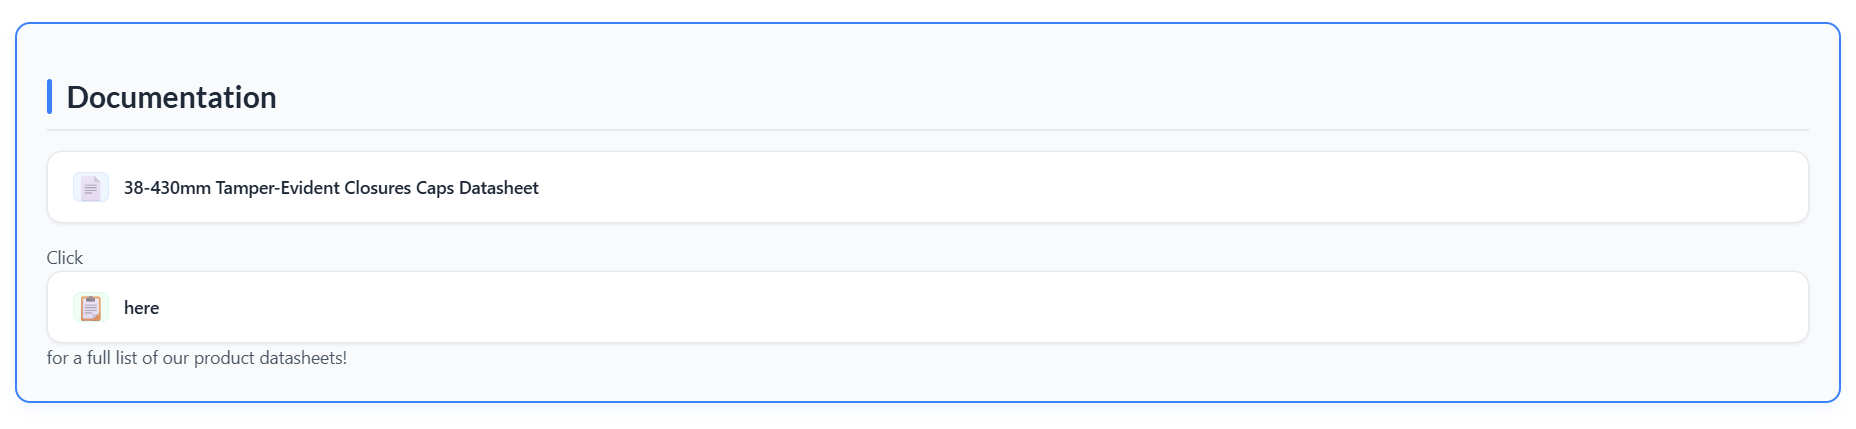 Documentation
38-430mm Tamper-Evident Closures Caps Datasheet
Click
here
for a full list of our product datasheets!